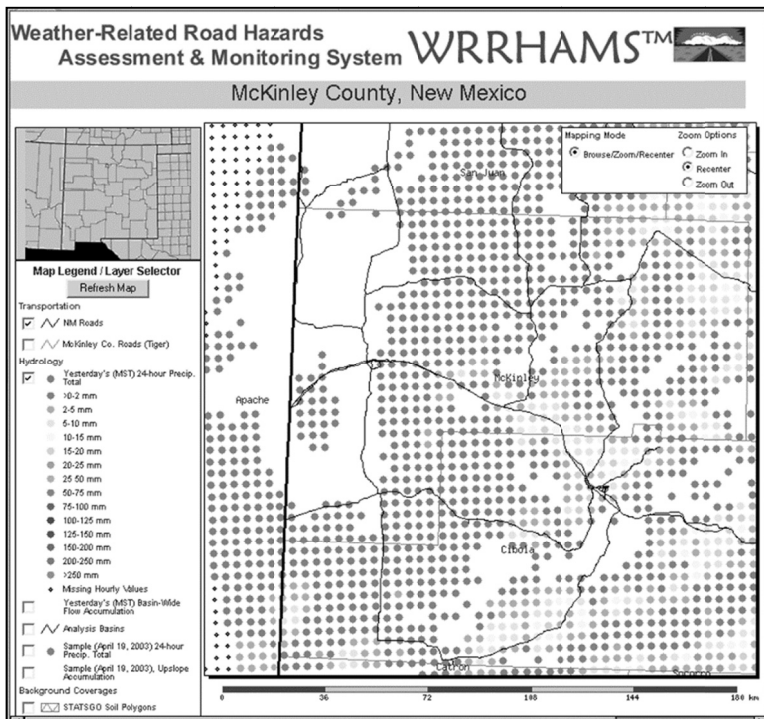 Weather-Related Road Hazards
Assessment & Monitoring System
WRRHAMS™
McKinley County, New Mexico
Mapping Mode
Zoom Options
Browse/Zoom/Recenter
Zoom In
Recenter
Zoom Out
San Juan
McKinley
Apache
Cibola
Catron
Socorro
Map Legend / Layer Selector
Refresh Map
Transportation
NM Roads
McKinley Co. Roads (Tiger)
Hydrology
Yesterday's (MST) 24-hour Precip.
Total
>0-2 mm
2-5 mm
5-10 mm
10-15 mm
15-20 mm
20-25 mm
25 50 mm
50-75 mm
75-100 mm
100-125 mm
125-150 mm
150-200 mm
200-250 mm
>250 mm
Missing Hourly Values
Yesterday's (MST) Basin-Wide
Flow Accumulation
Analysis Basins
Sample (April 19, 2003) 24-hour
Precip. Total
Sample (April 19, 2003), Upslope
Accumulation
Background Coverages
STATSGO Soil Polygons
0 36 72 108 144 180 km